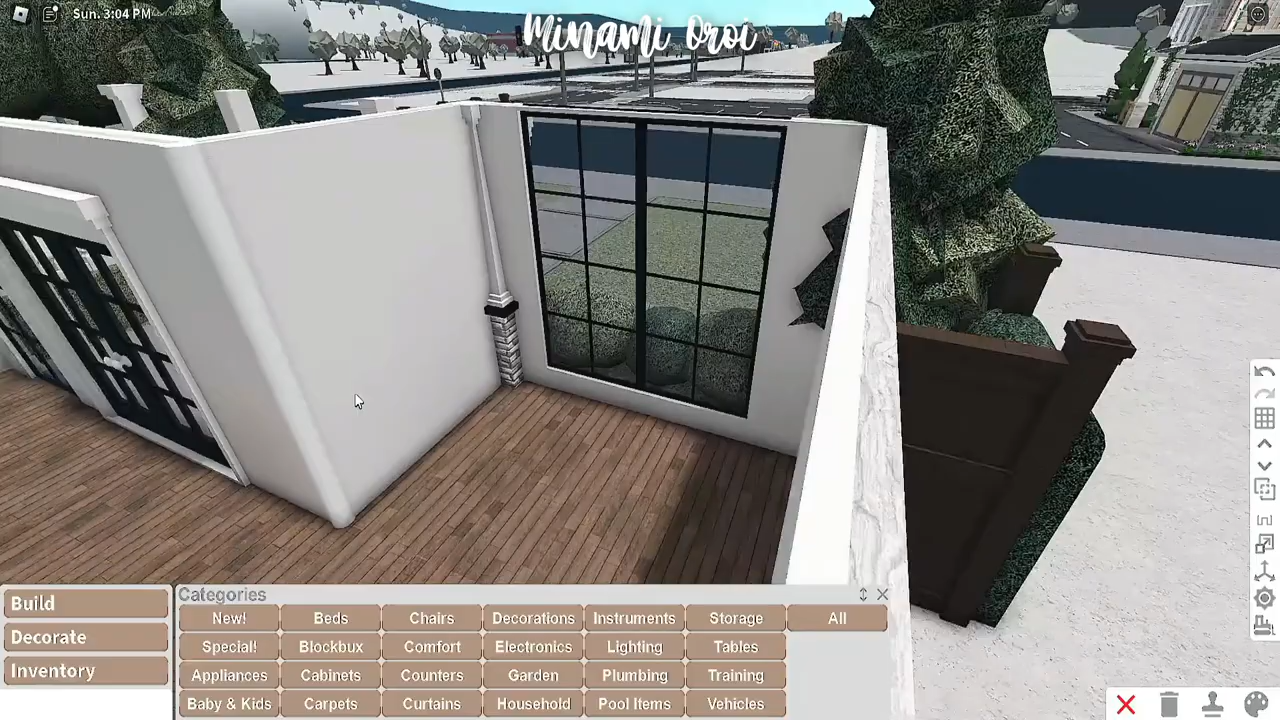 Sun. 3:04 PM
Minami Oroi
Build
Decorate
Inventory
Categories
New! Beds Chairs Decorations Instruments Storage All
Special! Blockbux Comfort Electronics Lighting Tables
Appliances Cabinets Counters Garden Plumbing Training
Baby & Kids Carpets Curtains Household Pool Items Vehicles